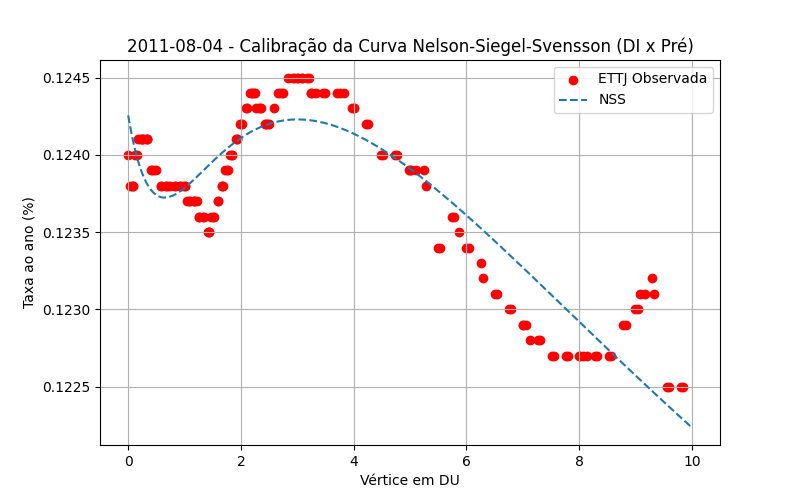 2011-08-04 - Calibração da Curva Nelson-Siegel-Svensson (DI x Pré)
ETTJ Observada
NSS
Taxa ao ano (%)
0.1245
0.1240
0.1235
0.1230
0.1225
0 2 4 6 8 10
Vértice em DU